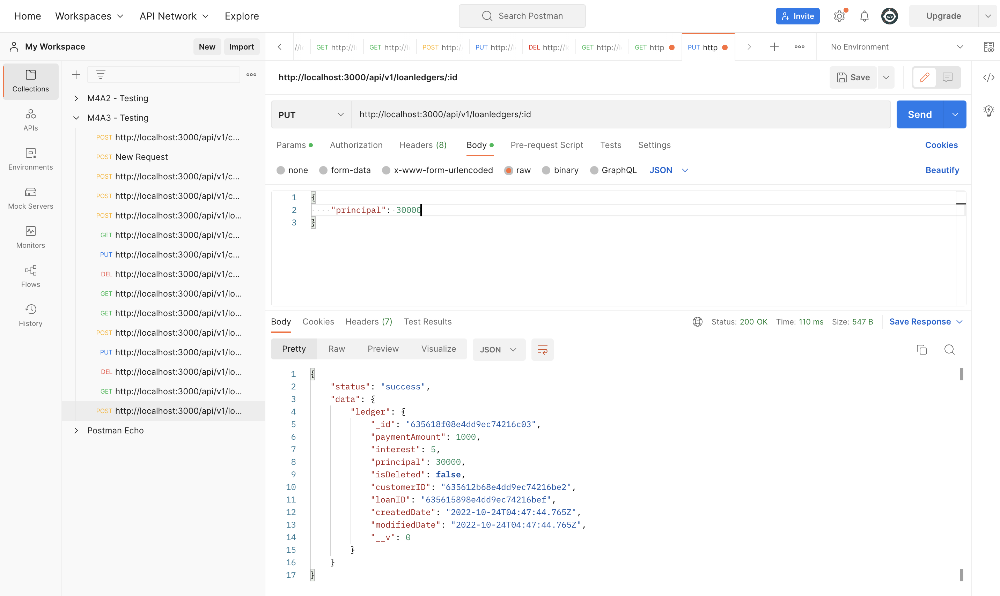 Home Workspaces API Network Explore Search Postman Invite Upgrade
My Workspace New Import
GET http://l GET http://l POST http:/ PUT http://l DEL http://l GET http://l GET http PUT http No Environment
Collections
APIs
Environments
Mock Servers
Monitors
Flows
History
M4A2 - Testing
M4A3 - Testing
POST http://localhost:3000/api/v1/c...
POST New Request
POST http://localhost:3000/api/v1/c...
POST http://localhost:3000/api/v1/c...
POST http://localhost:3000/api/v1/lo...
GET http://localhost:3000/api/v1/c...
PUT http://localhost:3000/api/v1/c...
DEL http://localhost:3000/api/v1/c...
GET http://localhost:3000/api/v1/lo...
GET http://localhost:3000/api/v1/lo...
POST http://localhost:3000/api/v1/lo...
PUT http://localhost:3000/api/v1/lo...
DEL http://localhost:3000/api/v1/lo...
GET http://localhost:3000/api/v1/lo...
POST http://localhost:3000/api/v1/lo...
Postman Echo
http://localhost:3000/api/v1/loanledgers/:id Save
PUT http://localhost:3000/api/v1/loanledgers/:id Send
Params Authorization Headers (8) Body Pre-request Script Tests Settings Cookies
none form-data x-www-form-urlencoded raw binary GraphQL JSON Beautify
1 {
2 "principal": 30000
3 }
Body Cookies Headers (7) Test Results Status: 200 OK Time: 110 ms Size: 547 B Save Response
Pretty Raw Preview Visualize JSON
1 {
2 "status": "success",
3 "data": {
4 "ledger": {
5 "_id": "635618f08e4dd9ec74216c03",
6 "paymentAmount": 1000,
7 "interest": 5,
8 "principal": 30000,
9 "isDeleted": false,
10 "customerID": "635612b68e4dd9ec74216be2",
11 "loanID": "635615898e4dd9ec74216bef",
12 "createdDate": "2022-10-24T04:47:44.765Z",
13 "modifiedDate": "2022-10-24T04:47:44.765Z",
14 "__v": 0
15 }
16 }
17 }